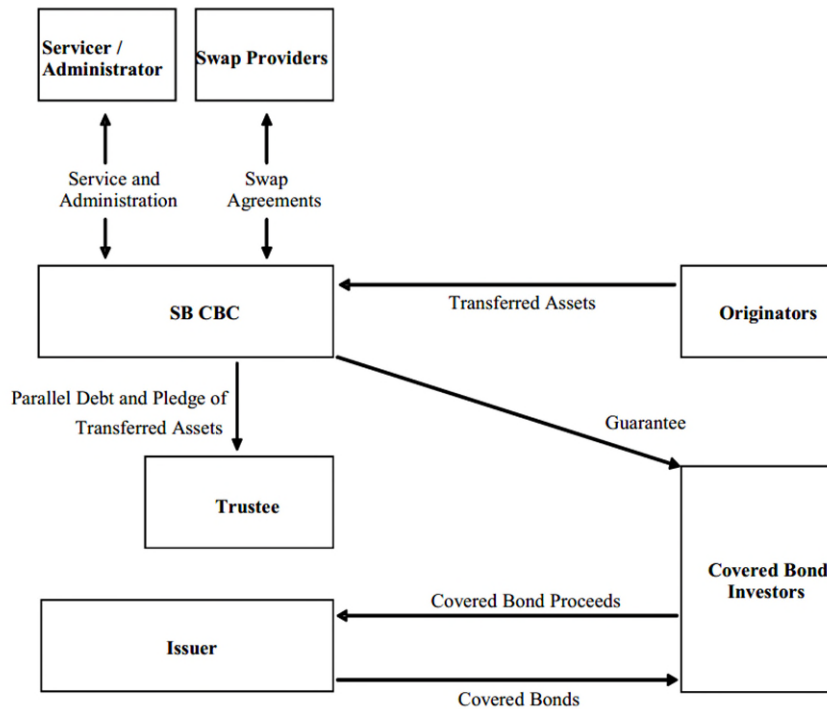 Servicer /
Administrator
Swap Providers
Service and
Administration
Swap
Agreements
SB CBC
Transferred Assets
Originators
Parallel Debt and Pledge of
Transferred Assets
Guarantee
Trustee
Covered Bond
Investors
Covered Bond Proceeds
Issuer
Covered Bonds